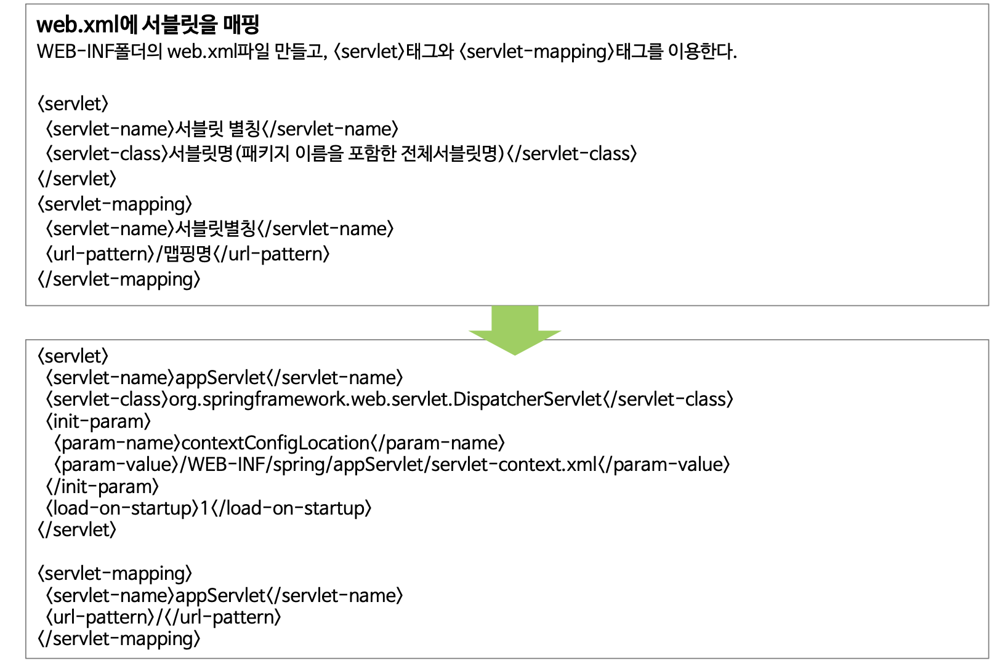 web.xml에 서블릿을 매핑
WEB-INF폴더의 web.xml파일 만들고, <servlet>태그와 <servlet-mapping>태그를 이용한다.
<servlet>
<servlet-name>서블릿 별칭</servlet-name>
<servlet-class>서블릿명(패키지 이름을 포함한 전체서블릿명)</servlet-class>
</servlet>
<servlet-mapping>
<servlet-name>서블릿별칭</servlet-name>
<url-pattern>/맵핑명</url-pattern>
</servlet-mapping>
<servlet>
<servlet-name>appServlet</servlet-name>
<servlet-class>org.springframework.web.servlet.DispatcherServlet</servlet-class>
<init-param>
<param-name>contextConfigLocation</param-name>
<param-value>/WEB-INF/spring/appServlet/servlet-context.xml</param-value>
</init-param>
<load-on-startup>1</load-on-startup>
</servlet>
<servlet-mapping>
<servlet-name>appServlet</servlet-name>
<url-pattern>/</url-pattern>
</servlet-mapping>